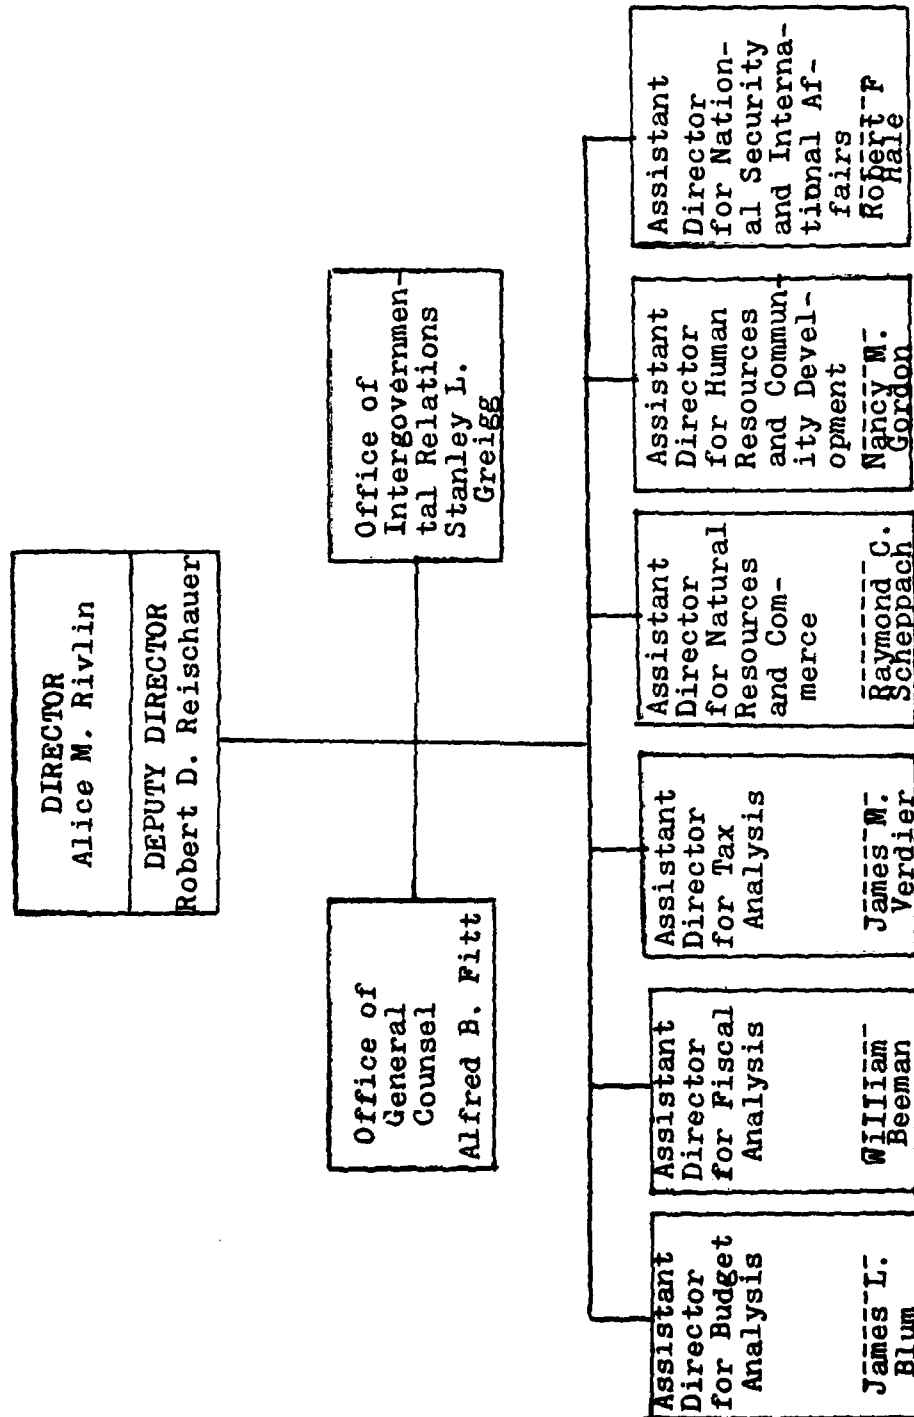 DIRECTOR
Alice M. Rivlin
DEPUTY DIRECTOR
Robert D. Reischauer
Office of
General
Counsel
Alfred B. Fitt
Office of
Intergovernmen-
tal Relations
Stanley L.
Greigg
Assistant
Director
for Budget
Analysis
James L.
Blum
Assistant
Director
for Fiscal
Analysis
William
Beeman
Assistant
Director
for Tax
Analysis
James M.
Verdier
Assistant
Director
for Natural
Resources
and Com-
merce
Raymond C.
Scheppach
Assistant
Director
for Human
Resources
and Commun-
ity Devel-
opment
Nancy M.
Gordon
Assistant
Director
for Nation-
al Security
and Interna-
tional Af-
fairs
Robert F
Hale